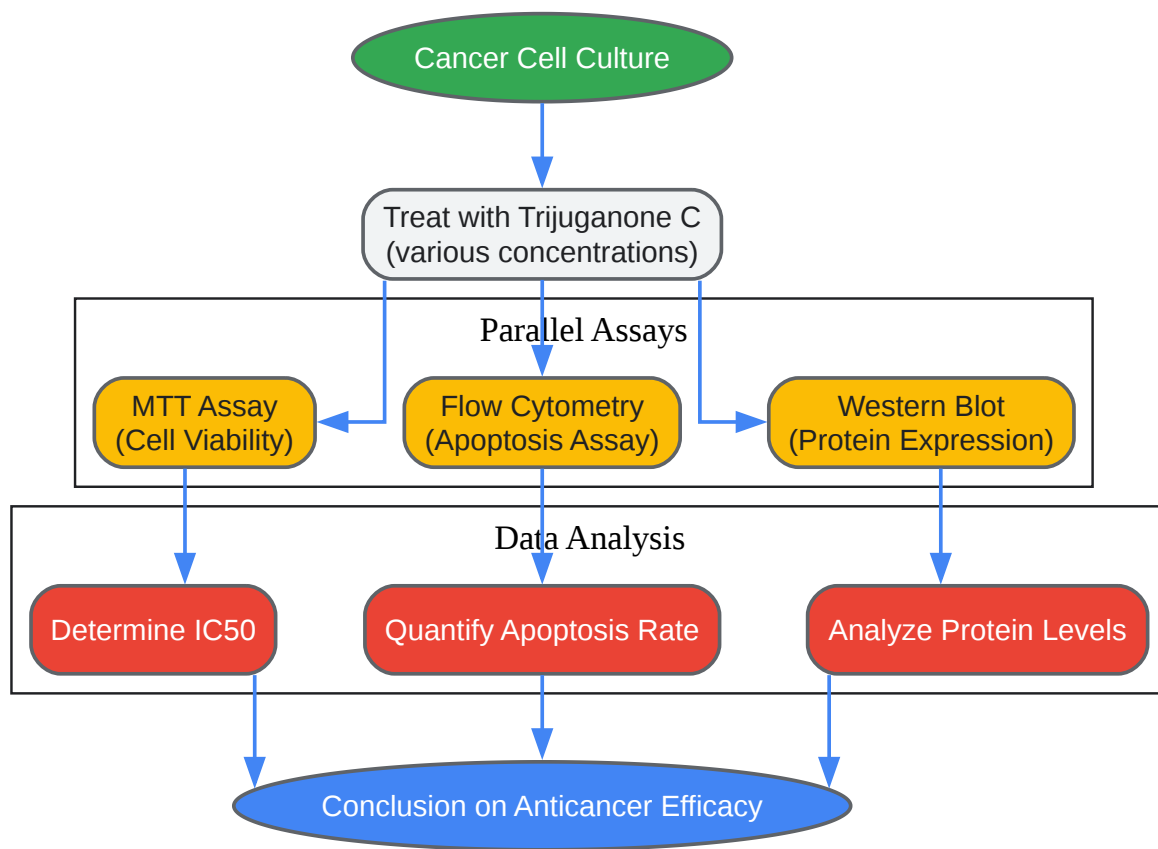 Cancer Cell Culture
Treat with Trijuganone C
(various concentrations)
Parallel Assays
MTT Assay
(Cell Viability)
Flow Cytometry
(Apoptosis Assay)
Western Blot
(Protein Expression)
Data Analysis
Determine IC50
Quantify Apoptosis Rate
Analyze Protein Levels
Conclusion on Anticancer Efficacy